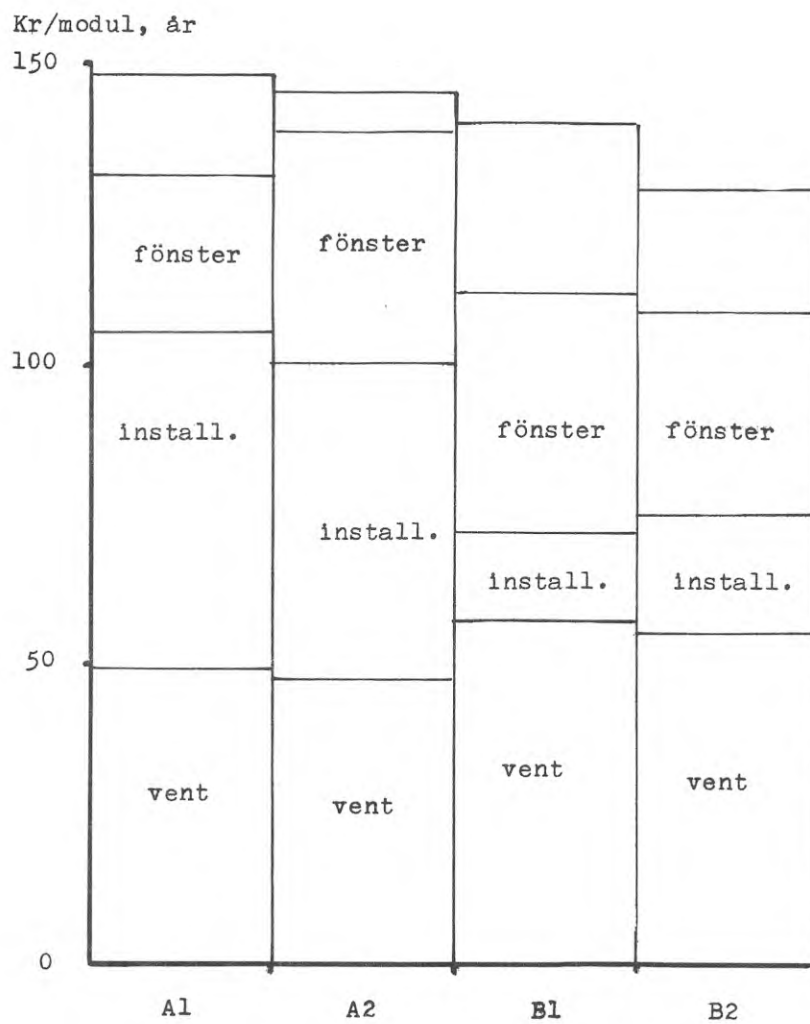 Kr/modul, år
150
fönster
fönster
100
install.
fönster
fönster
install.
install.
install.
50
vent
vent
vent
vent
0
A1
A2
B1
B2